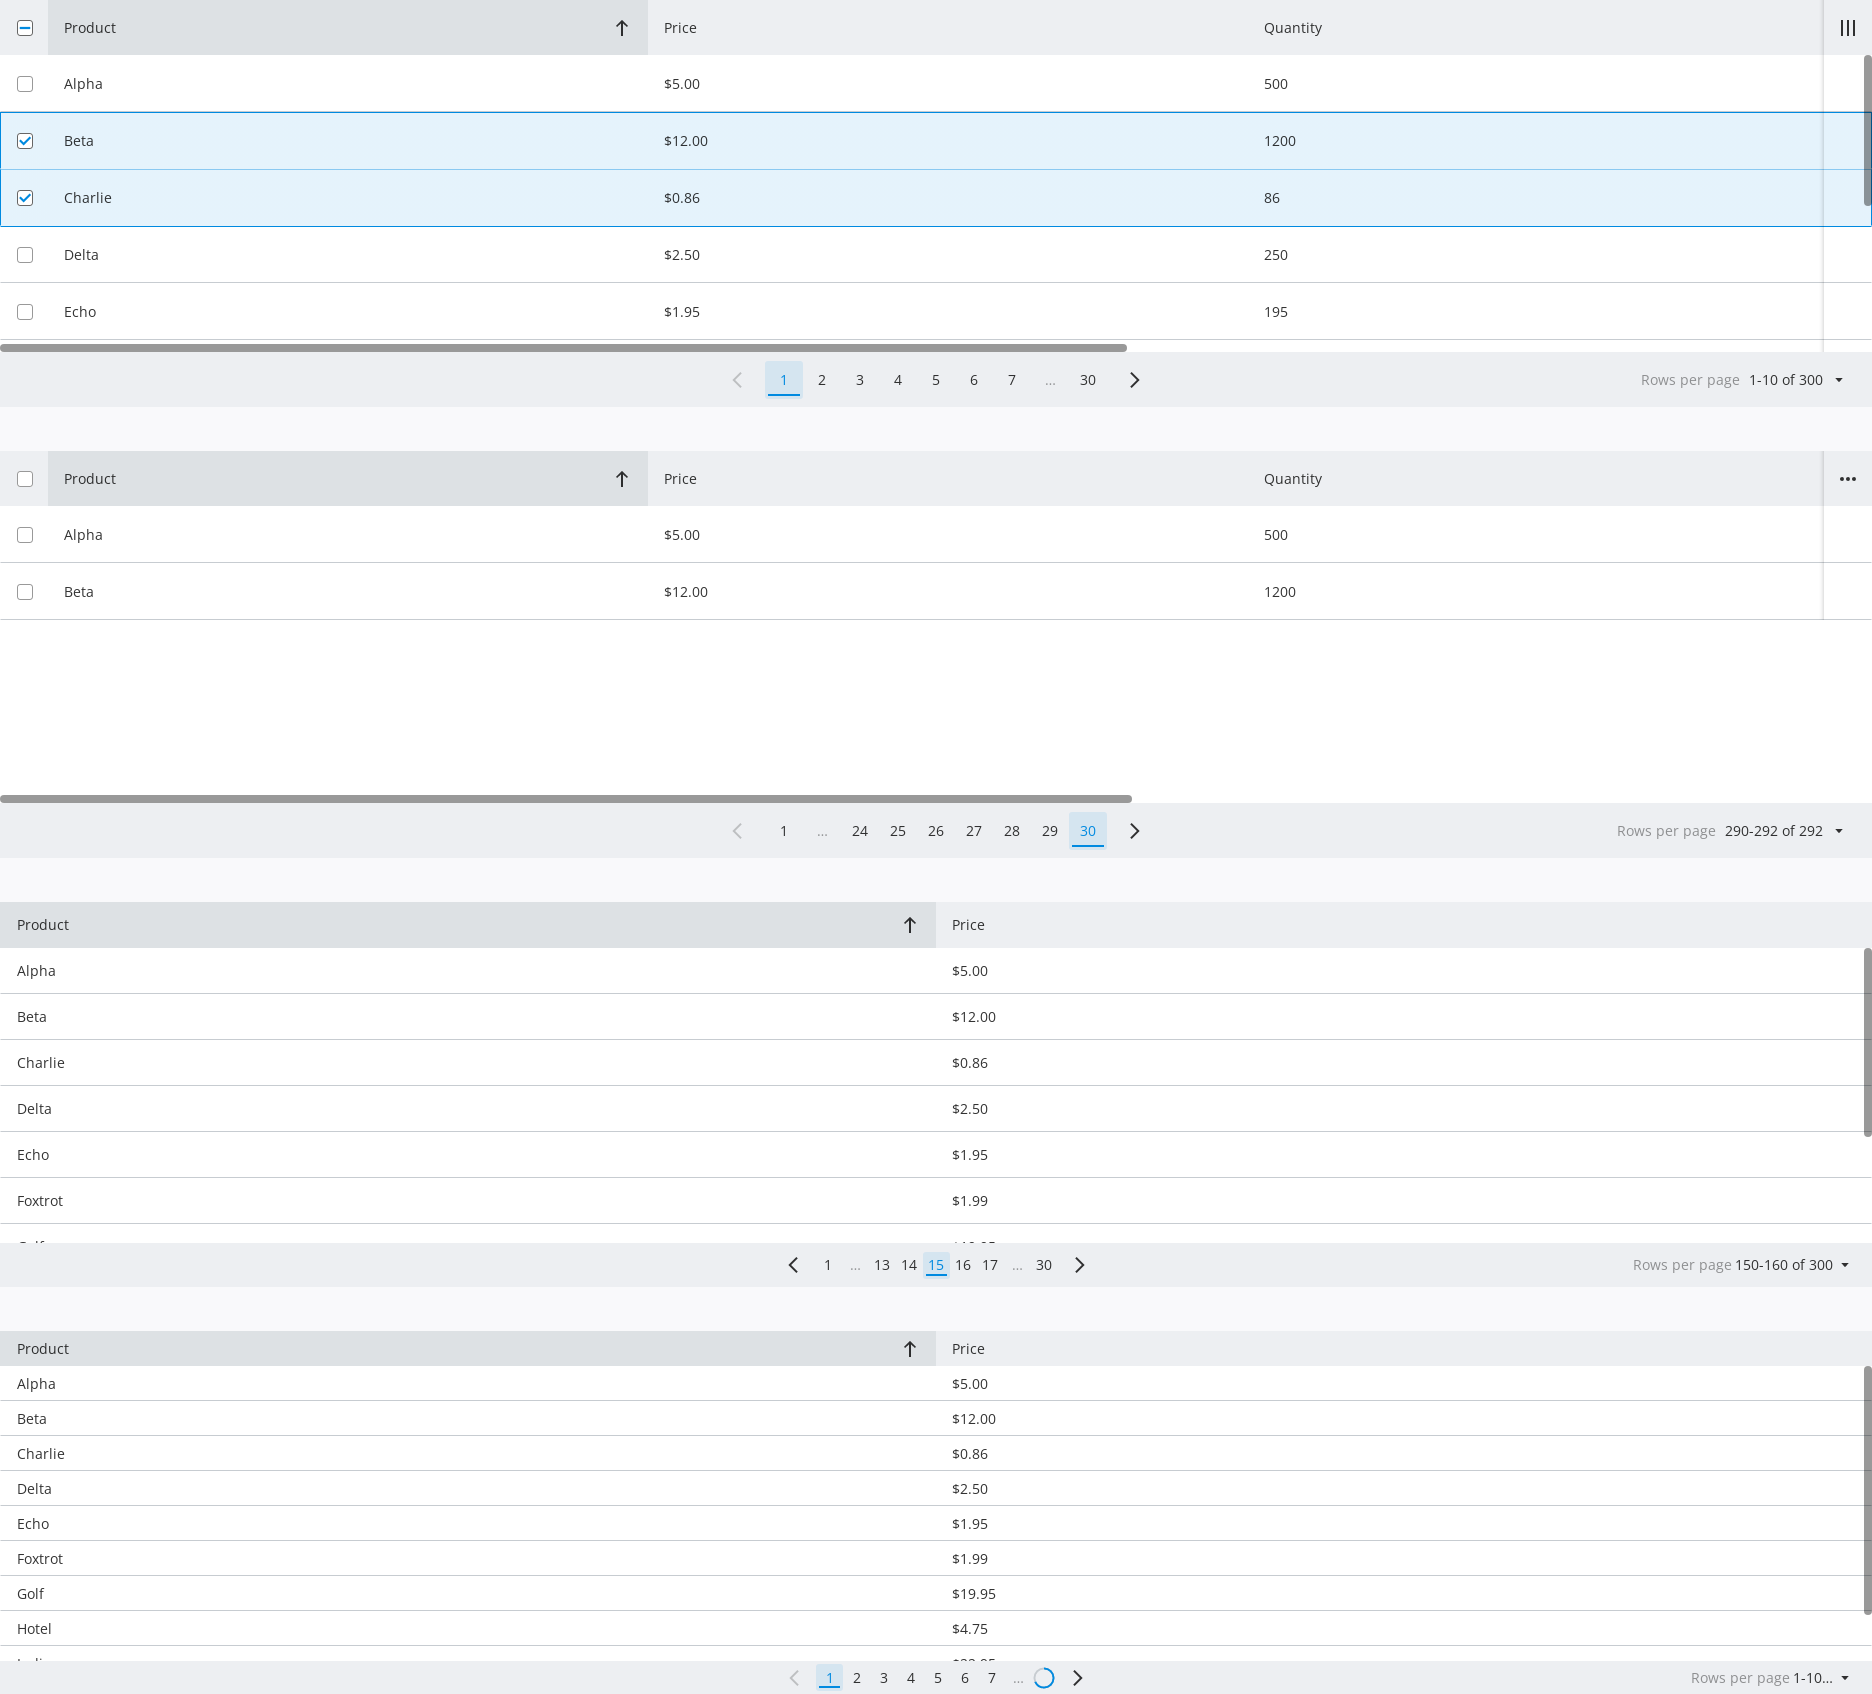 Product Price Quantity
Alpha $5.00 500
Beta $12.00 1200
Charlie $0.86 86
Delta $2.50 250
Echo $1.95 195
1 2 3 4 5 6 7 ... 30 Rows per page 1-10 of 300
Product Price Quantity
Alpha $5.00 500
Beta $12.00 1200
1 ... 24 25 26 27 28 29 30 Rows per page 290-292 of 292
Product Price
Alpha $5.00
Beta $12.00
Charlie $0.86
Delta $2.50
Echo $1.95
Foxtrot $1.99
1 ... 13 14 15 16 17 ... 30 Rows per page 150-160 of 300
Product Price
Alpha $5.00
Beta $12.00
Charlie $0.86
Delta $2.50
Echo $1.95
Foxtrot $1.99
Golf $19.95
Hotel $4.75
1 2 3 4 5 6 7 ... Rows per page 1-10...